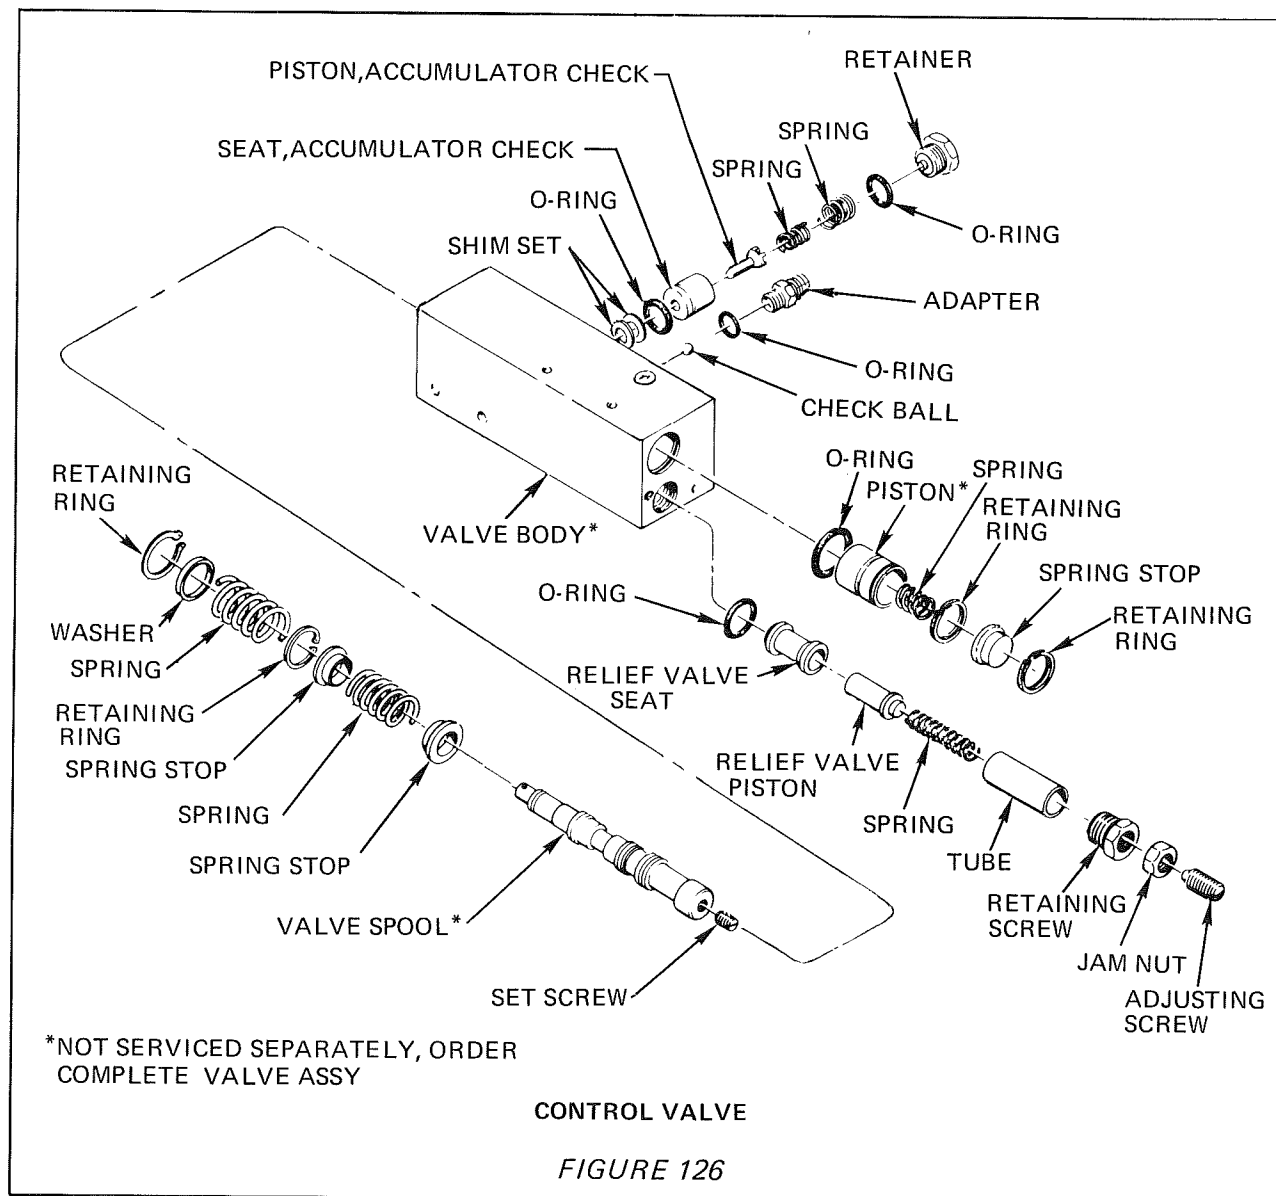 PISTON,ACCUMULATOR CHECK
RETAINER
SEAT,ACCUMULATOR CHECK
SPRING
SPRING
O-RING
O-RING
SHIM SET
ADAPTER
O-RING
CHECK BALL
RETAINING
RING
O-RING
SPRING
PISTON*
RETAINING
RING
VALVE BODY*
SPRING STOP
O-RING
RETAINING
RING
WASHER
SPRING
RELIEF VALVE
SEAT
RETAINING
RING
SPRING STOP
RELIEF VALVE
PISTON
SPRING
SPRING
TUBE
SPRING STOP
RETAINING
SCREW
VALVE SPOOL*
JAM NUT
SET SCREW
ADJUSTING
SCREW
*NOT SERVICED SEPARATELY, ORDER
COMPLETE VALVE ASSY
CONTROL VALVE
FIGURE 126